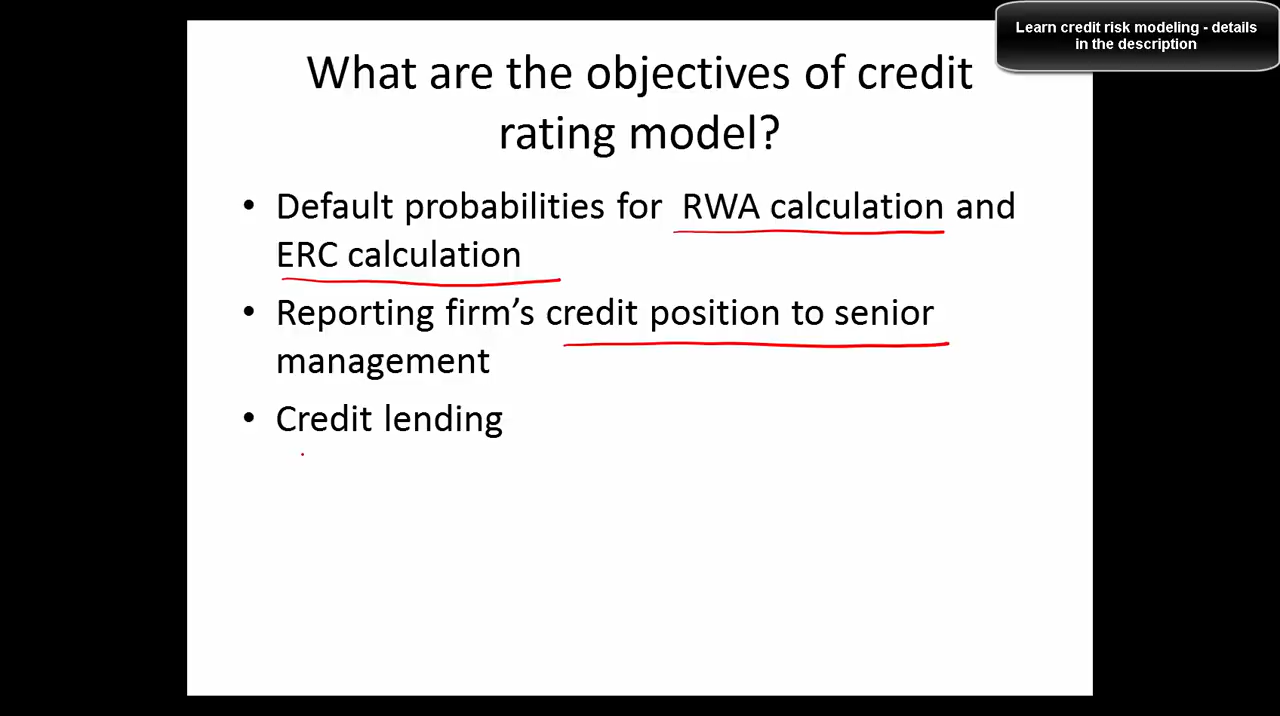 Learn credit risk modeling - details
in the description
What are the objectives of credit
rating model?
• Default probabilities for RWA calculation and
ERC calculation
• Reporting firm’s credit position to senior
management
• Credit lending